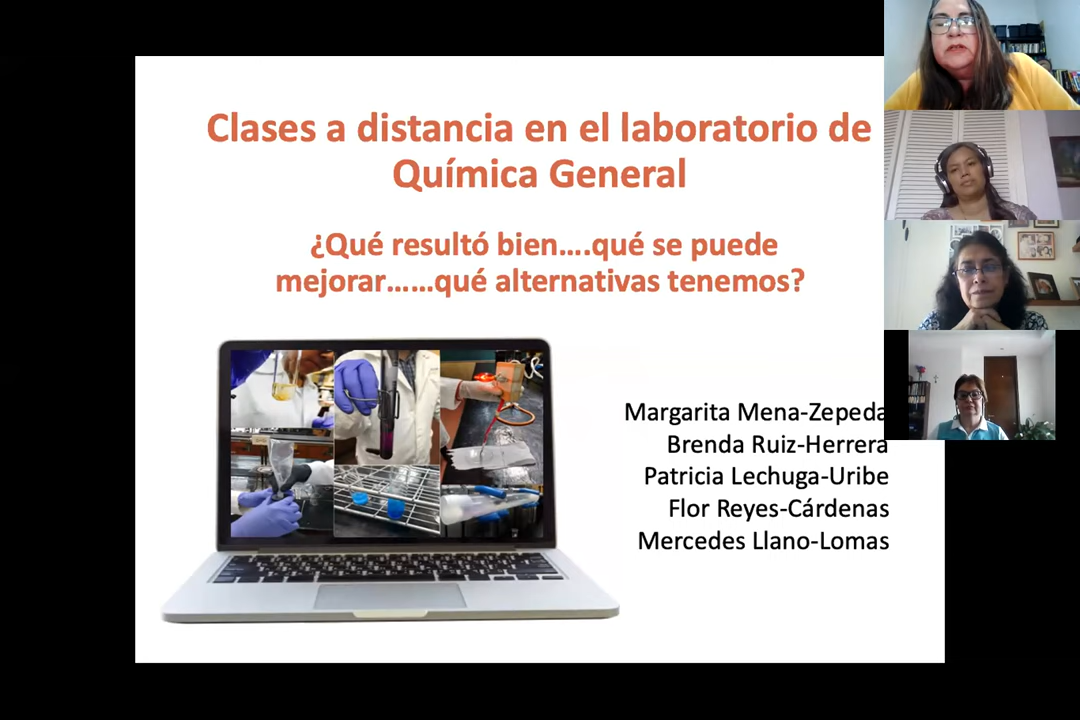 Clases a distancia en el laboratorio de
Química General
¿Qué resultó bien....qué se puede
mejorar......qué alternativas tenemos?
Margarita Mena-Zepeda
Brenda Ruiz-Herrera
Patricia Lechuga-Uribe
Flor Reyes-Cárdenas
Mercedes Llano-Lomas